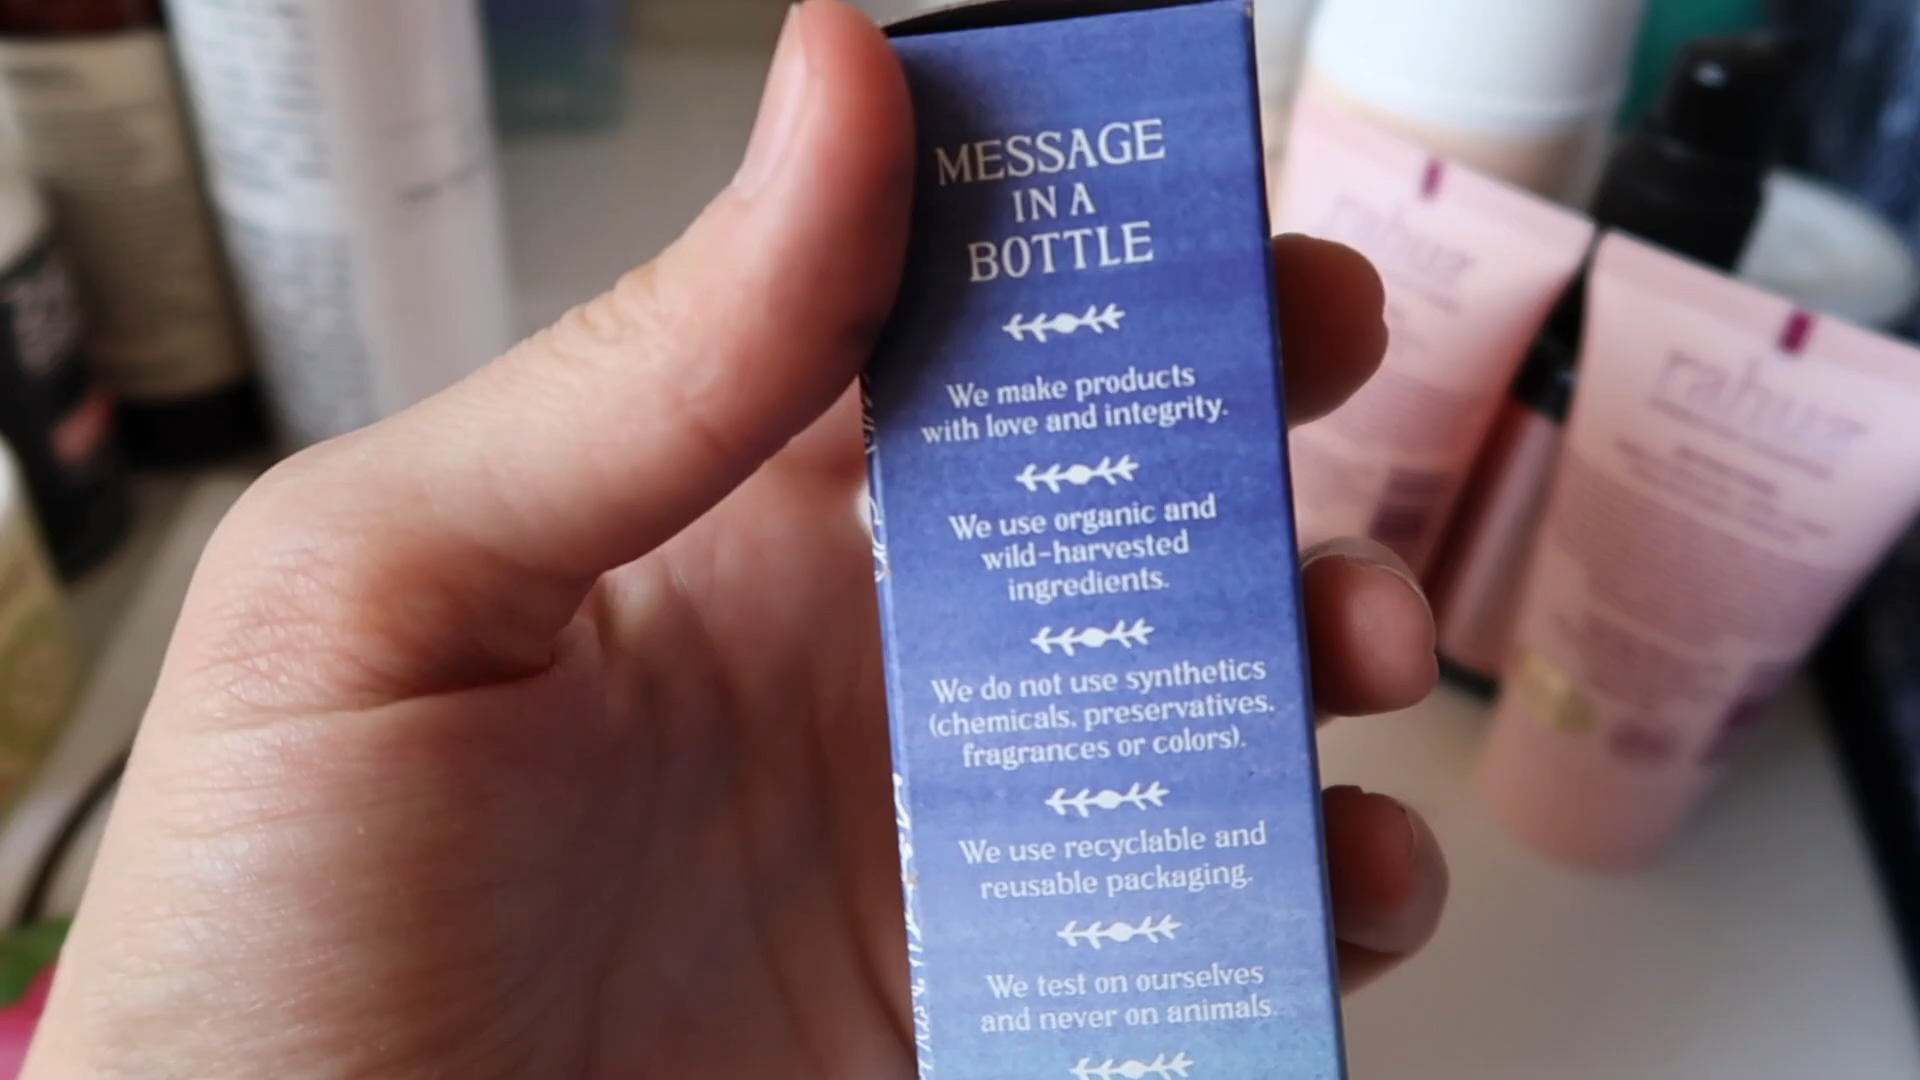 MESSAGE
IN A
BOTTLE
We make products
with love and integrity.
We use organic and
wild-harvested
ingredients.
We do not use synthetics
(chemicals, preservatives,
fragrances or colors).
We use recyclable and
reusable packaging.
We test on ourselves
and never on animals.
rahua
rahua